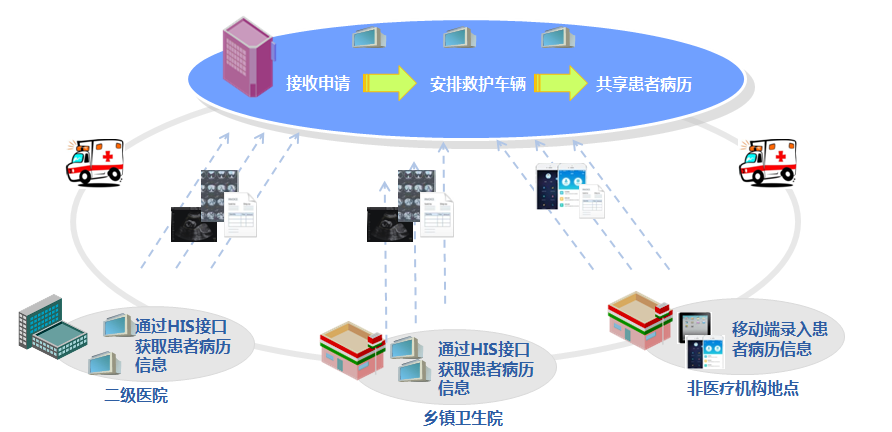 接收申请
安排救护车辆
共享患者病历
通过HIS接口
获取患者病历
信息
二级医院
通过HIS接口
获取患者病历
信息
乡镇卫生院
移动端录入患
者病历信息
非医疗机构地点